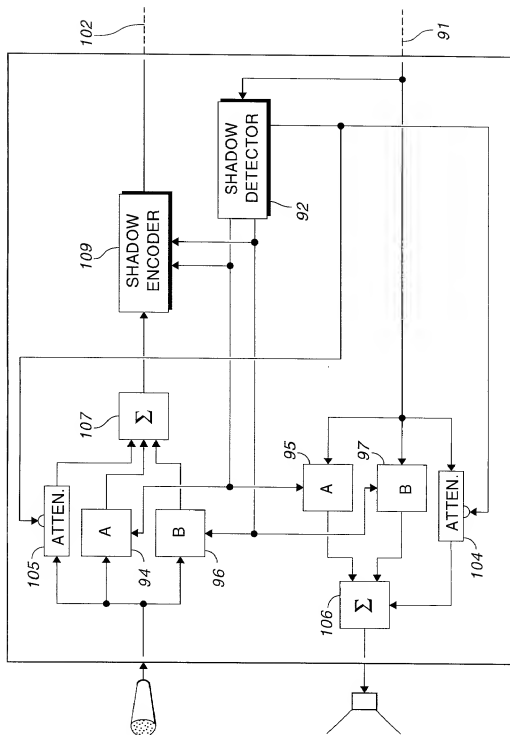 102
91
SHADOW
ENCODER
109
SHADOW
DETECTOR
92
Σ
107
ATTEN.
105
A
94
B
96
A
95
B
97
ATTEN.
104
Σ
106